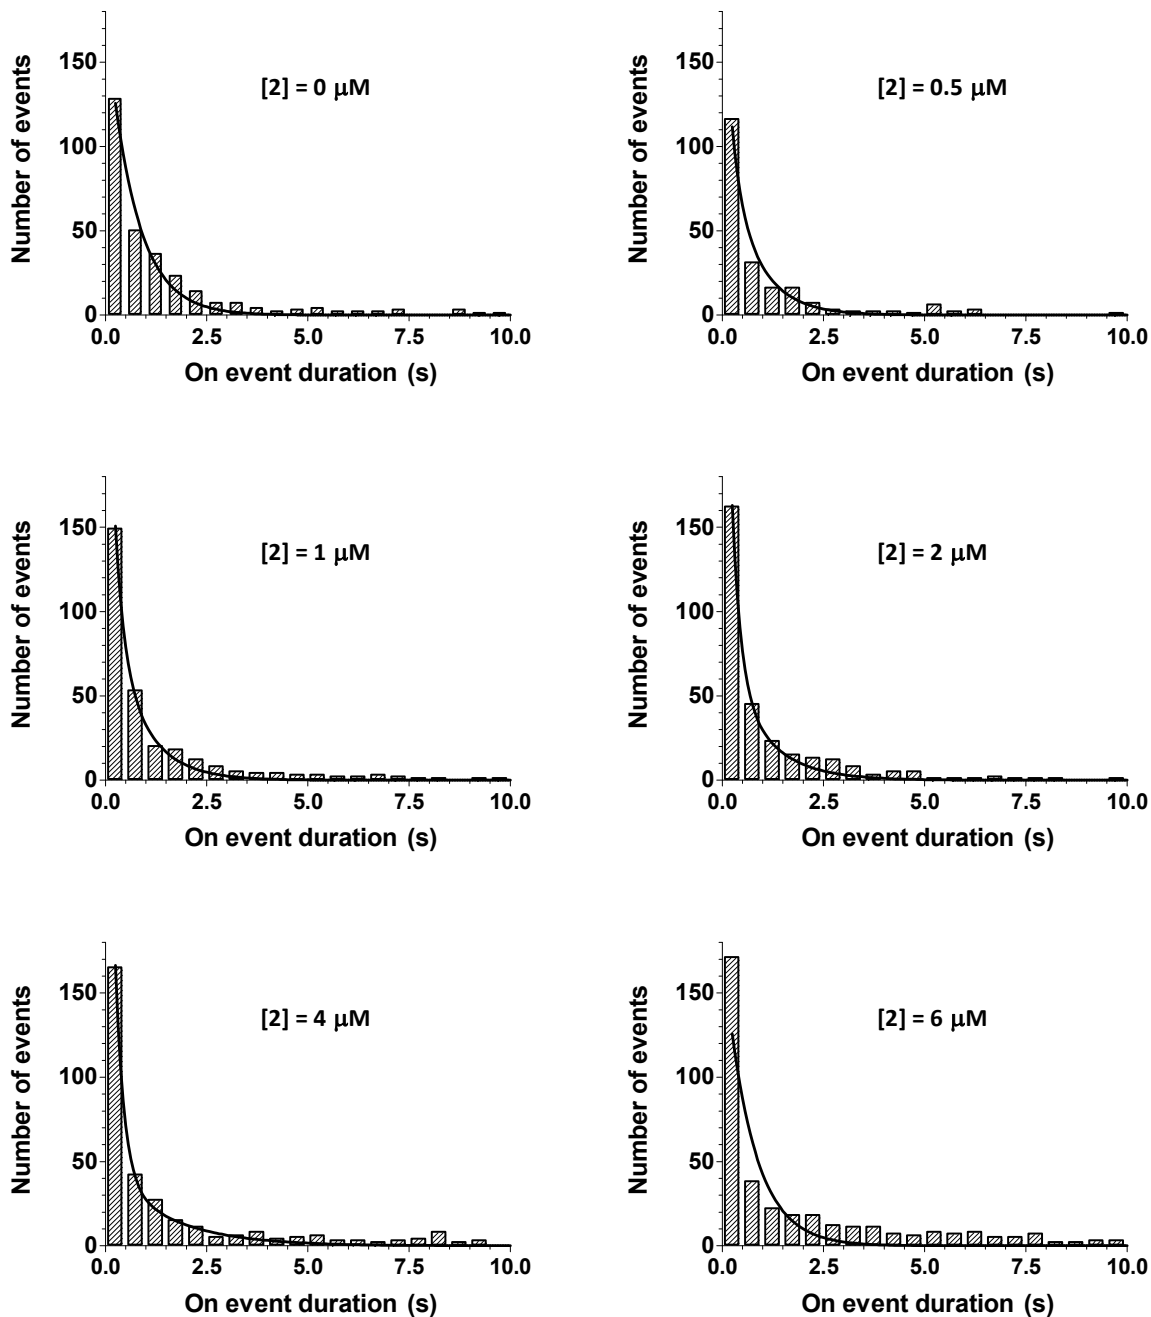 [2] = 0 μM
Number of events
150
100
50
0
0.0 2.5 5.0 7.5 10.0
On event duration (s)
[2] = 0.5 μM
Number of events
150
100
50
0
0.0 2.5 5.0 7.5 10.0
On event duration (s)
[2] = 1 μM
Number of events
150
100
50
0
0.0 2.5 5.0 7.5 10.0
On event duration (s)
[2] = 2 μM
Number of events
150
100
50
0
0.0 2.5 5.0 7.5 10.0
On event duration (s)
[2] = 4 μM
Number of events
150
100
50
0
0.0 2.5 5.0 7.5 10.0
On event duration (s)
[2] = 6 μM
Number of events
150
100
50
0
0.0 2.5 5.0 7.5 10.0
On event duration (s)